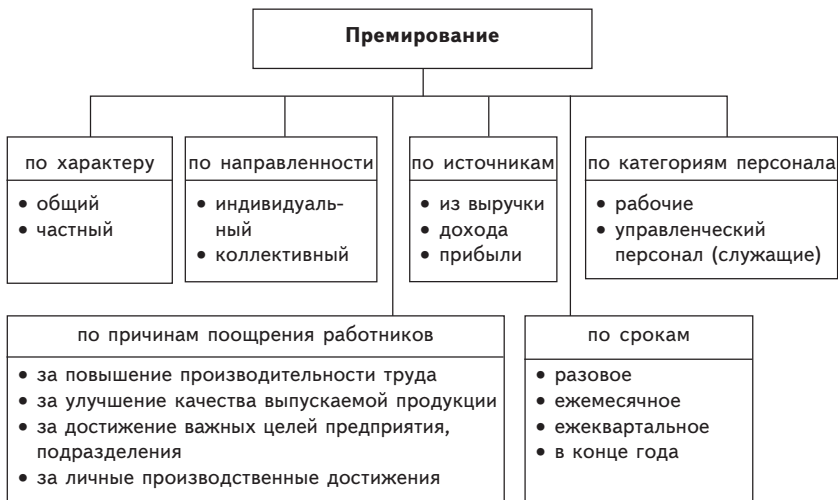 Премирование
по характеру
• общий
• частный
по направленности
• индивидуаль-
ный
• коллективный
по источникам
• из выручки
• дохода
• прибыли
по категориям персонала
• рабочие
• управленческий
персонал (служащие)
по причинам поощрения работников
• за повышение производительности труда
• за улучшение качества выпускаемой продукции
• за достижение важных целей предприятия,
подразделения
• за личные производственные достижения
по срокам
• разовое
• ежемесячное
• ежеквартальное
• в конце года